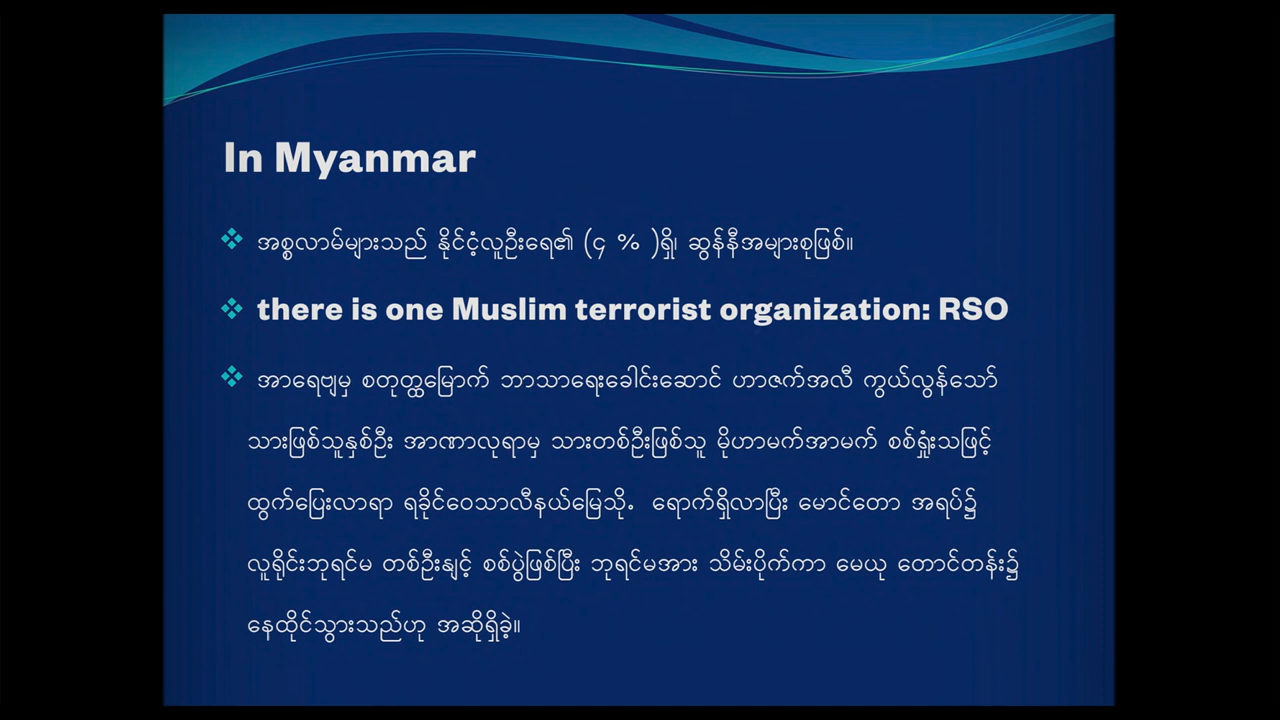 In Myanmar
အစ္စလာမ်များသည် နိုင်ငံ့လူဦးရေ၏ (၄ % )ရှိ၊ ဆွန်နီအများစုဖြစ်။
there is one Muslim terrorist organization: RSO
အာရေဗျမှ စတုတ္ထမြောက် ဘာသာရေးခေါင်းဆောင် ဟာဇက်အလီ ကွယ်လွန်သော်
သားဖြစ်သူနှစ်ဦး အာဏာလုရာမှ သားတစ်ဦးဖြစ်သူ မိုဟာမက်အာမက် စစ်ရှုံးသဖြင့်
ထွက်ပြေးလာရာ ရခိုင်ဝေသာလီနယ်မြေသို့ ရောက်ရှိလာပြီး မောင်တော အရပ်၌
လူရိုင်းဘုရင်မ တစ်ဦးနျင့် စစ်ပွဲဖြစ်ပြီး ဘုရင်မအား သိမ်းပိုက်ကာ မေယု တောင်တန်း၌
နေထိုင်သွားသည်ဟု အဆိုရှိခဲ့။